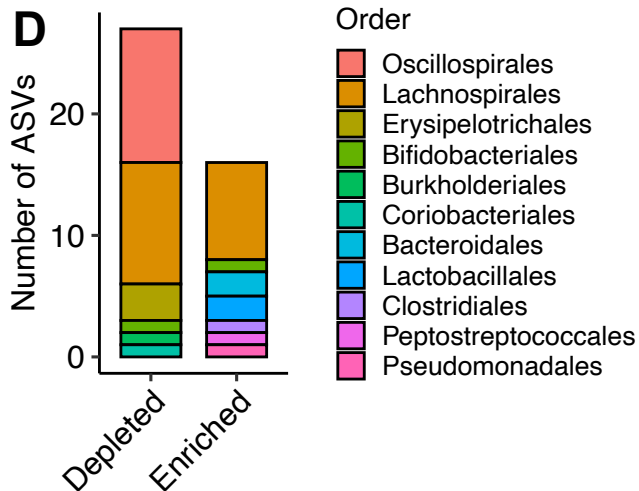 D
Number of ASVs
20
10
0
Depleted
Enriched
Order
Oscillospirales
Lachnospirales
Erysipelotrichales
Bifidobacteriales
Burkholderiales
Coriobacteriales
Bacteroidales
Lactobacillales
Clostridiales
Peptostreptococcales
Pseudomonadales